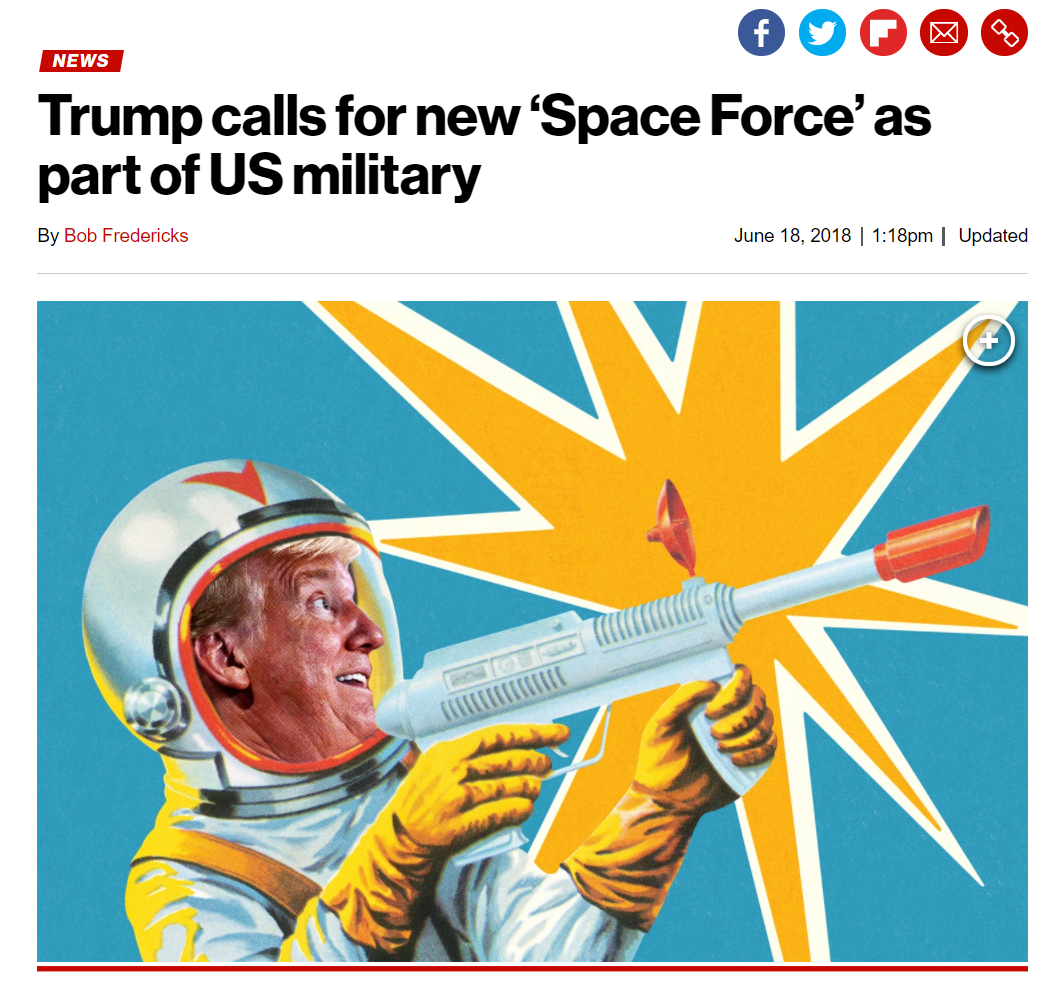 NEWS
Trump calls for new ‘Space Force’ as
part of US military
By Bob Fredericks
June 18, 2018 | 1:18pm | Updated